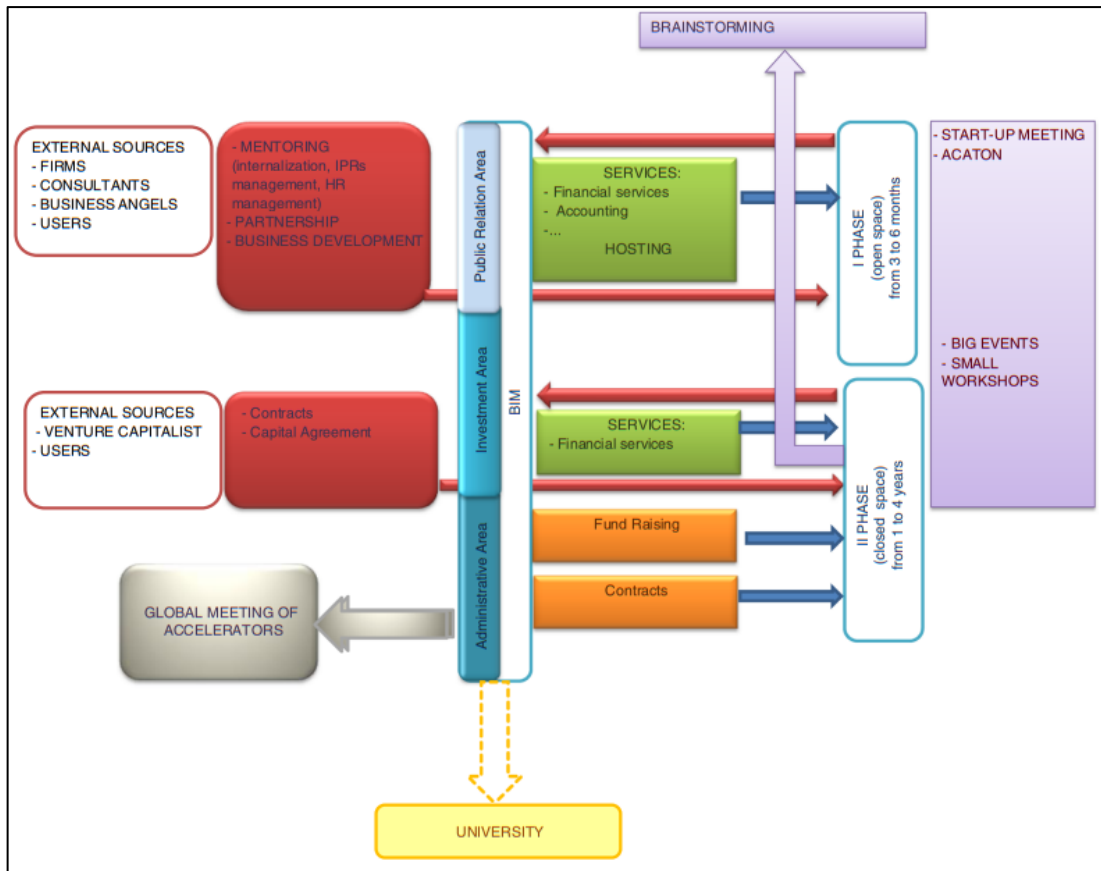 BRAINSTORMING
EXTERNAL SOURCES
- FIRMS
- CONSULTANTS
- BUSINESS ANGELS
- USERS
- MENTORING
(internalization, IPRs
management, HR
management)
- PARTNERSHIP
- BUSINESS DEVELOPMENT
Public Relation Area
Investment Area
Administrative Area
BIM
SERVICES:
- Financial services
- Accounting
-...
HOSTING
I PHASE
(open space)
from 3 to 6 months
- START-UP MEETING
- ACATON
- BIG EVENTS
- SMALL
WORKSHOPS
EXTERNAL SOURCES
- VENTURE CAPITALIST
- USERS
- Contracts
- Capital Agreement
SERVICES:
- Financial services
Fund Raising
Contracts
II PHASE
(closed space)
from 1 to 4 years
GLOBAL MEETING OF
ACCELERATORS
UNIVERSITY